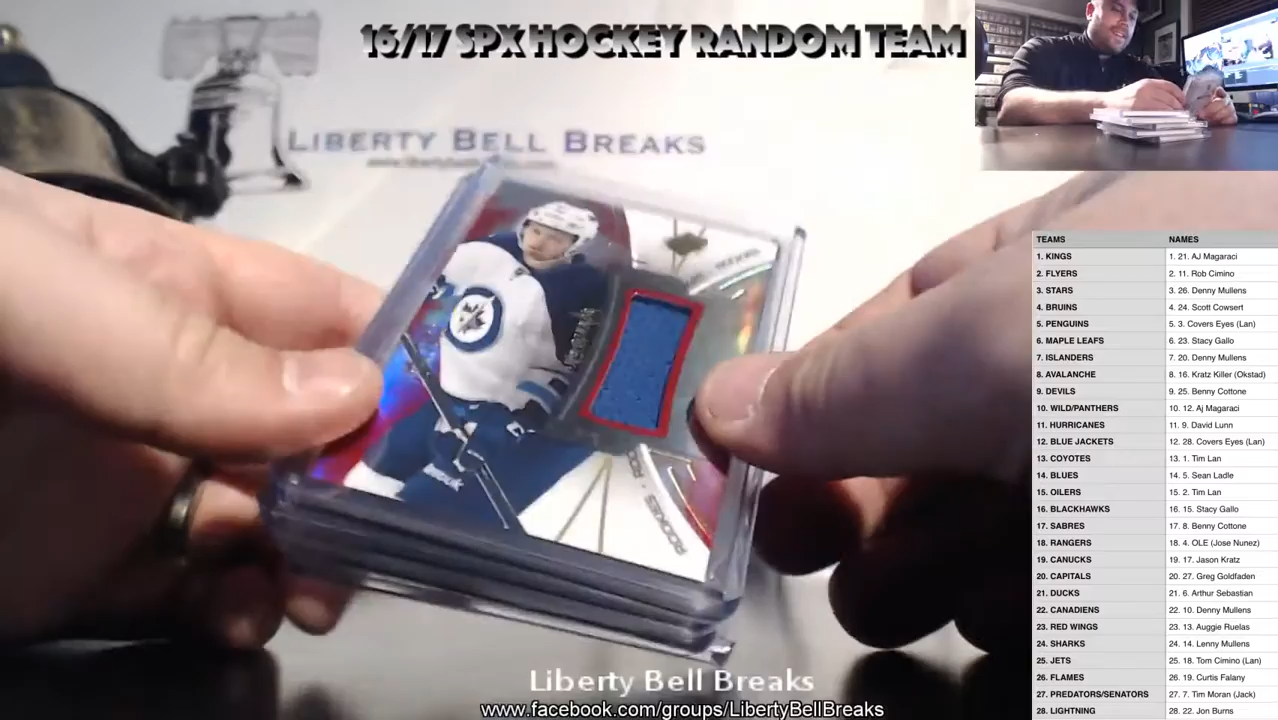 16/17 SPX HOCKEY RANDOM TEAM
LIBERTY BELL BREAKS
ROOKIES
TEAMS NAMES
1. KINGS 1. 21. AJ Magaraci
2. FLYERS 2. 11. Rob Cimino
3. STARS 3. 26. Denny Mullens
4. BRUINS 4. 24. Scott Cowsert
5. PENGUINS 5. 3. Covers Eyes (Lan)
6. MAPLE LEAFS 6. 23. Stacy Gallo
7. ISLANDERS 7. 20. Denny Mullens
8. AVALANCHE 8. 16. Kratz Killer (Okstad)
9. DEVILS 9. 25. Benny Cottone
10. WILD/PANTHERS 10. 12. Aj Magaraci
11. HURRICANES 11. 9. David Lunn
12. BLUE JACKETS 12. 28. Covers Eyes (Lan)
13. COYOTES 13. 1. Tim Lan
14. BLUES 14. 5. Sean Ladle
15. OILERS 15. 2. Tim Lan
16. BLACKHAWKS 16. 15. Stacy Gallo
17. SABRES 17. 8. Benny Cottone
18. RANGERS 18. 4. OLE (Jose Nunez)
19. CANUCKS 19. 17. Jason Kratz
20. CAPITALS 20. 27. Greg Goldfaden
21. DUCKS 21. 6. Arthur Sebastian
22. CANADIENS 22. 10. Denny Mullens
23. RED WINGS 23. 13. Auggie Ruelas
24. SHARKS 24. 14. Lenny Mullens
25. JETS 25. 18. Tom Cimino (Lan)
26. FLAMES 26. 19. Curtis Falany
27. PREDATORS/SENATORS 27. 7. Tim Moran (Jack)
28. LIGHTNING 28. 22. Jon Burns
Liberty Bell Breaks
www.facebook.com/groups/LibertyBellBreaks